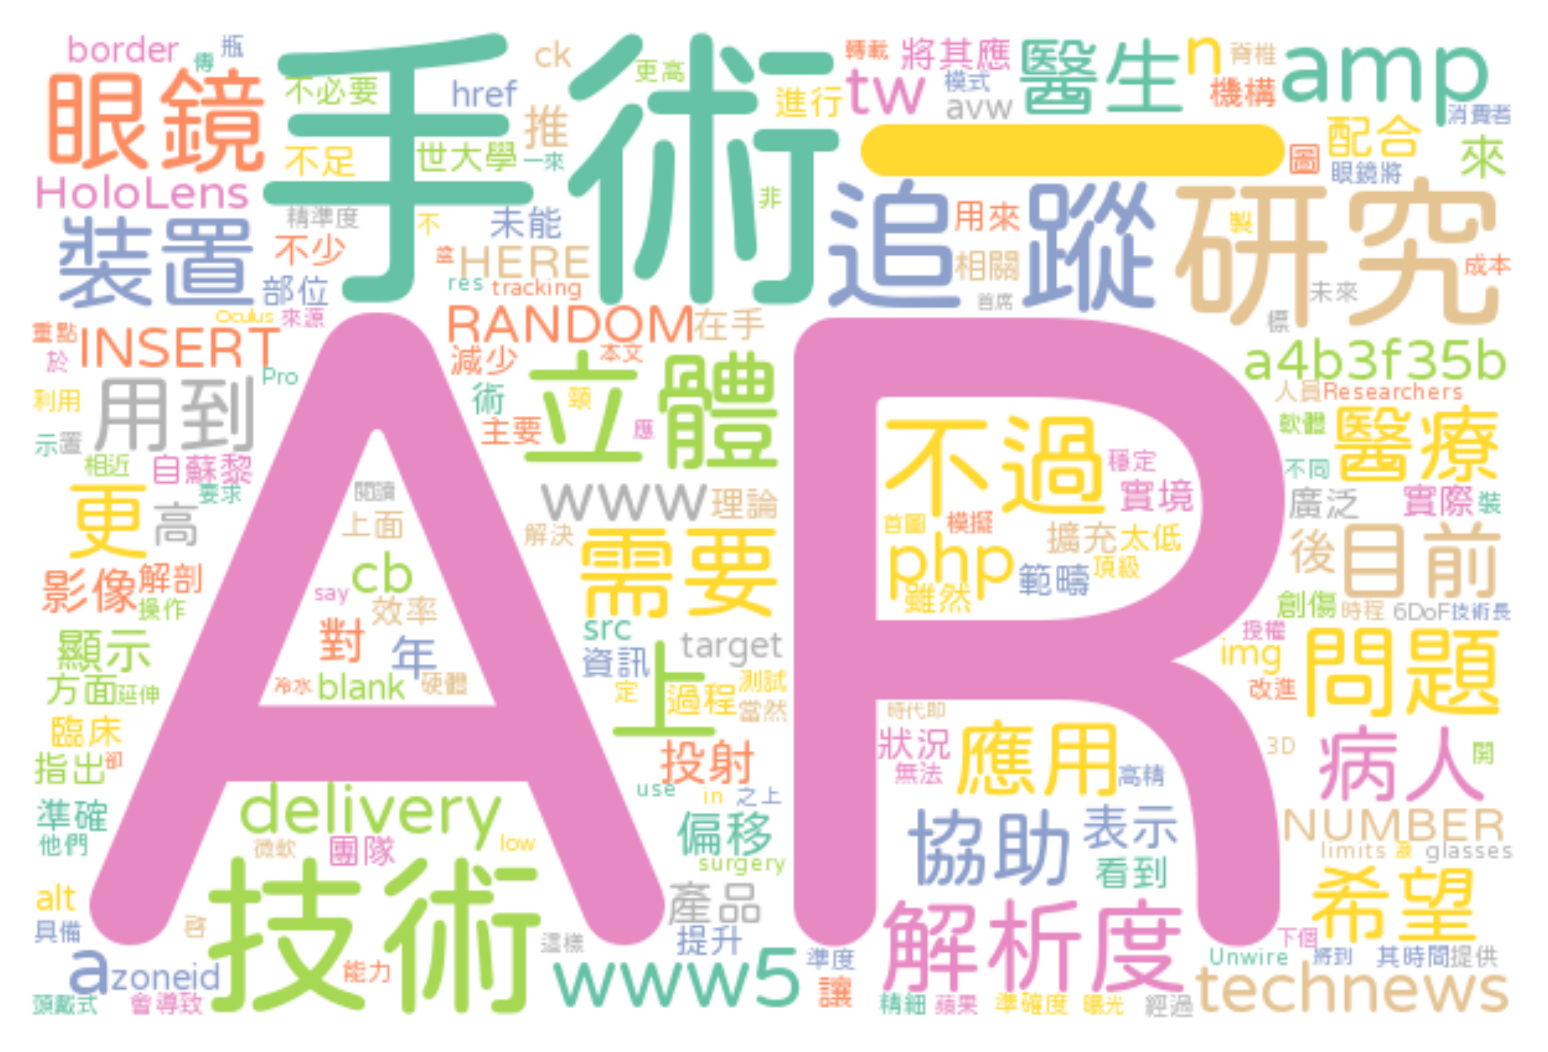 border
傳
瓶
手術
ck
更高
轉載
將其應
醫生
n
脊椎
amp
眼鏡
不必要
href
推
進行
tw
模式
avw
機構
消費者
不足
世大學
一來
一
圖
配合
來
眼鏡將
HoloLens
裝置
精準度
不
未能
非
追蹤
用來
研究
製
不少
部位
盆
HERE
res
tracking
相關
首席
未來
成本
Oculus
來源
重點
於
INSERT
RANDOM
在手
減少
本文
標
a4b3f35b
Pro
AR
立體
術
頸
主要
應
人員
Researchers
利用
用到
示
置
不過
穩定
軟體
醫療
相近
自蘇黎
要求
閱讀
www
理論
實境
不同
廣泛
實際
裝
更
高
上面
解決
首圖
模擬
擴充
太低
需要
php
範疇
頂級
後
目前
影像
解剖
操作
cb
say
效率
雖然
創傷
時程
6DoF
技術長
顯示
對
年
src
target
授權
img
問題
方面
延伸
冷水
blank
硬體
資訊
上
定
過程
測試
當然
改進
臨床
時代即
指出
卻
投射
狀況
應用
無法
高精
3D
病人
開
準確
他們
delivery
use
in
之上
偏移
協助
表示
NUMBER
微軟
團隊
low
surgery
看到
limits
glasses
alt
具備
啓
技術
產品
解析度
希望
這樣
提升
下個
a
zoneid
能力
www5
準度
讓
Unwire
將到
其時間
提供
頭戴式
會導致
精細
蘋果
準確度
曝光
經過
technews